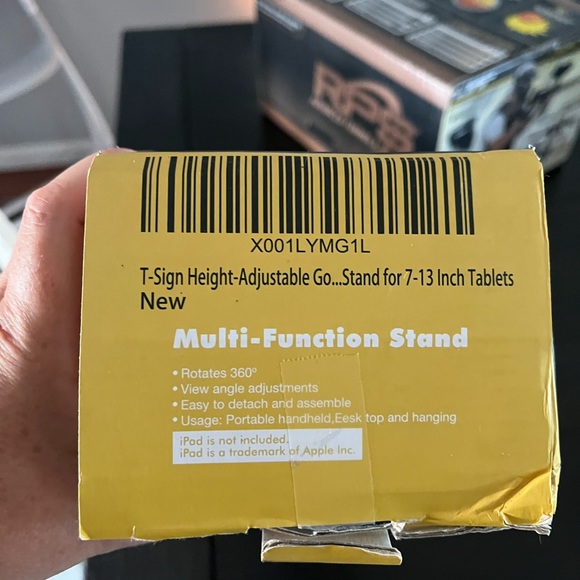 RPS
X001LYMG1L
T-Sign Height-Adjustable Go...Stand for 7-13 Inch Tablets
New
Multi-Function Stand
• Rotates 360º
• View angle adjustments
• Easy to detach and assemble
• Usage: Portable handheld,Eesk top and hanging
iPad is not included.
iPad is a trademark of Apple Inc.